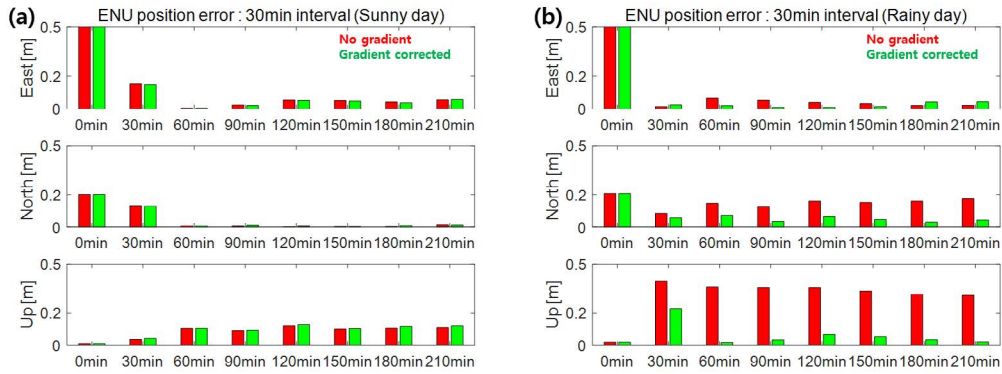 (a)
ENU position error : 30min interval (Sunny day)
0.5
0.2
0
East [m]
No gradient
Gradient corrected
0min 30min 60min 90min 120min 150min 180min 210min
0.5
0.2
0
North [m]
0min 30min 60min 90min 120min 150min 180min 210min
0.5
0.2
0
Up [m]
0min 30min 60min 90min 120min 150min 180min 210min
(b)
ENU position error : 30min interval (Rainy day)
0.5
0.2
0
East [m]
No gradient
Gradient corrected
0min 30min 60min 90min 120min 150min 180min 210min
0.5
0.2
0
North [m]
0min 30min 60min 90min 120min 150min 180min 210min
0.5
0.2
0
Up [m]
0min 30min 60min 90min 120min 150min 180min 210min